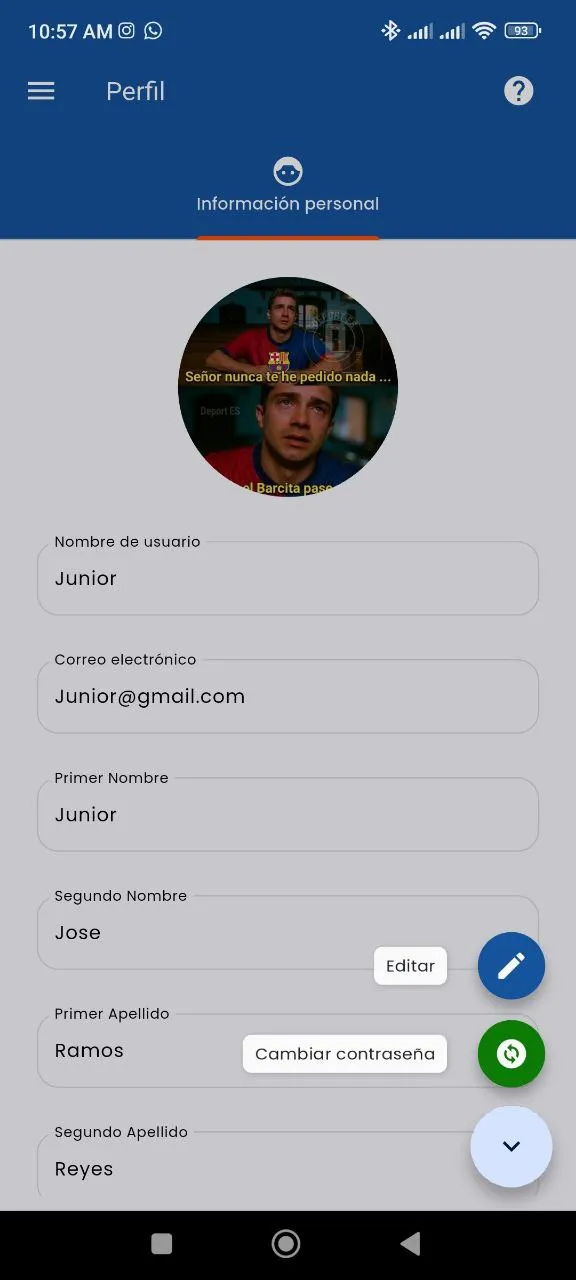 10:57 AM
93
Perfil
Información personal
Señor nunca te he pedido nada ...
Deport ES
el Barcita pase
Nombre de usuario
Junior
Correo electrónico
Junior@gmail.com
Primer Nombre
Junior
Segundo Nombre
Jose
Editar
Primer Apellido
Ramos
Cambiar contraseña
Segundo Apellido
Reyes